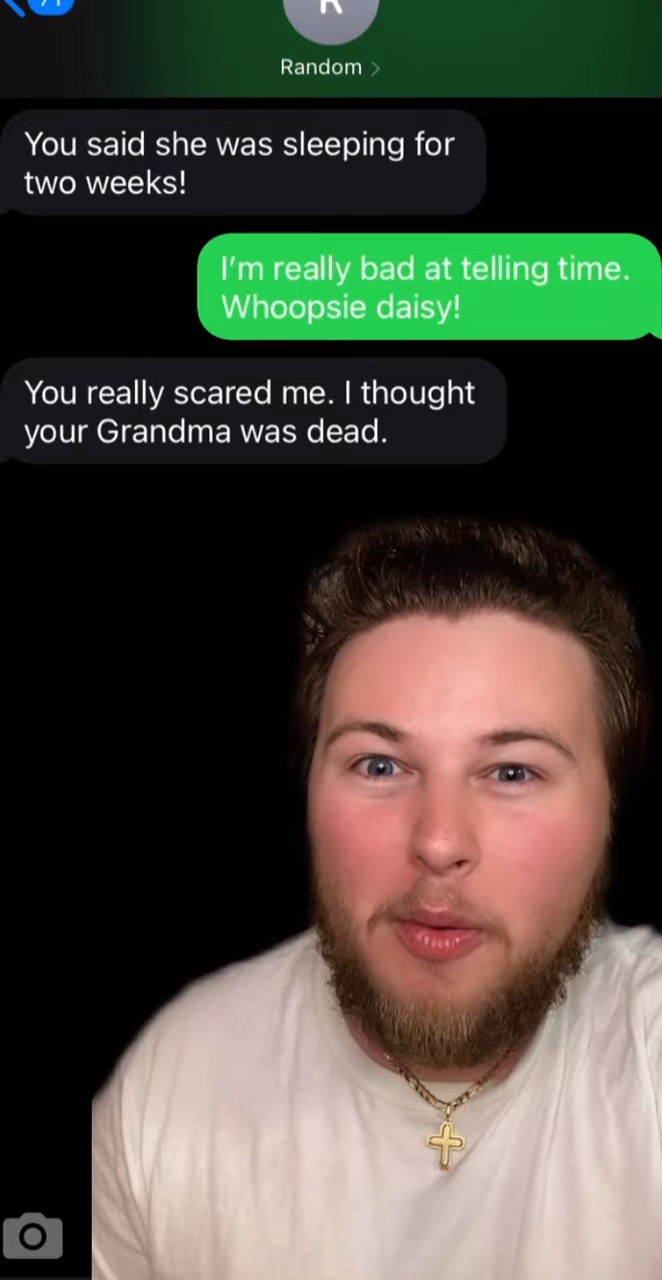 R
Random
You said she was sleeping for
two weeks!
I'm really bad at telling time.
Whoopsie daisy!
You really scared me. I thought
your Grandma was dead.